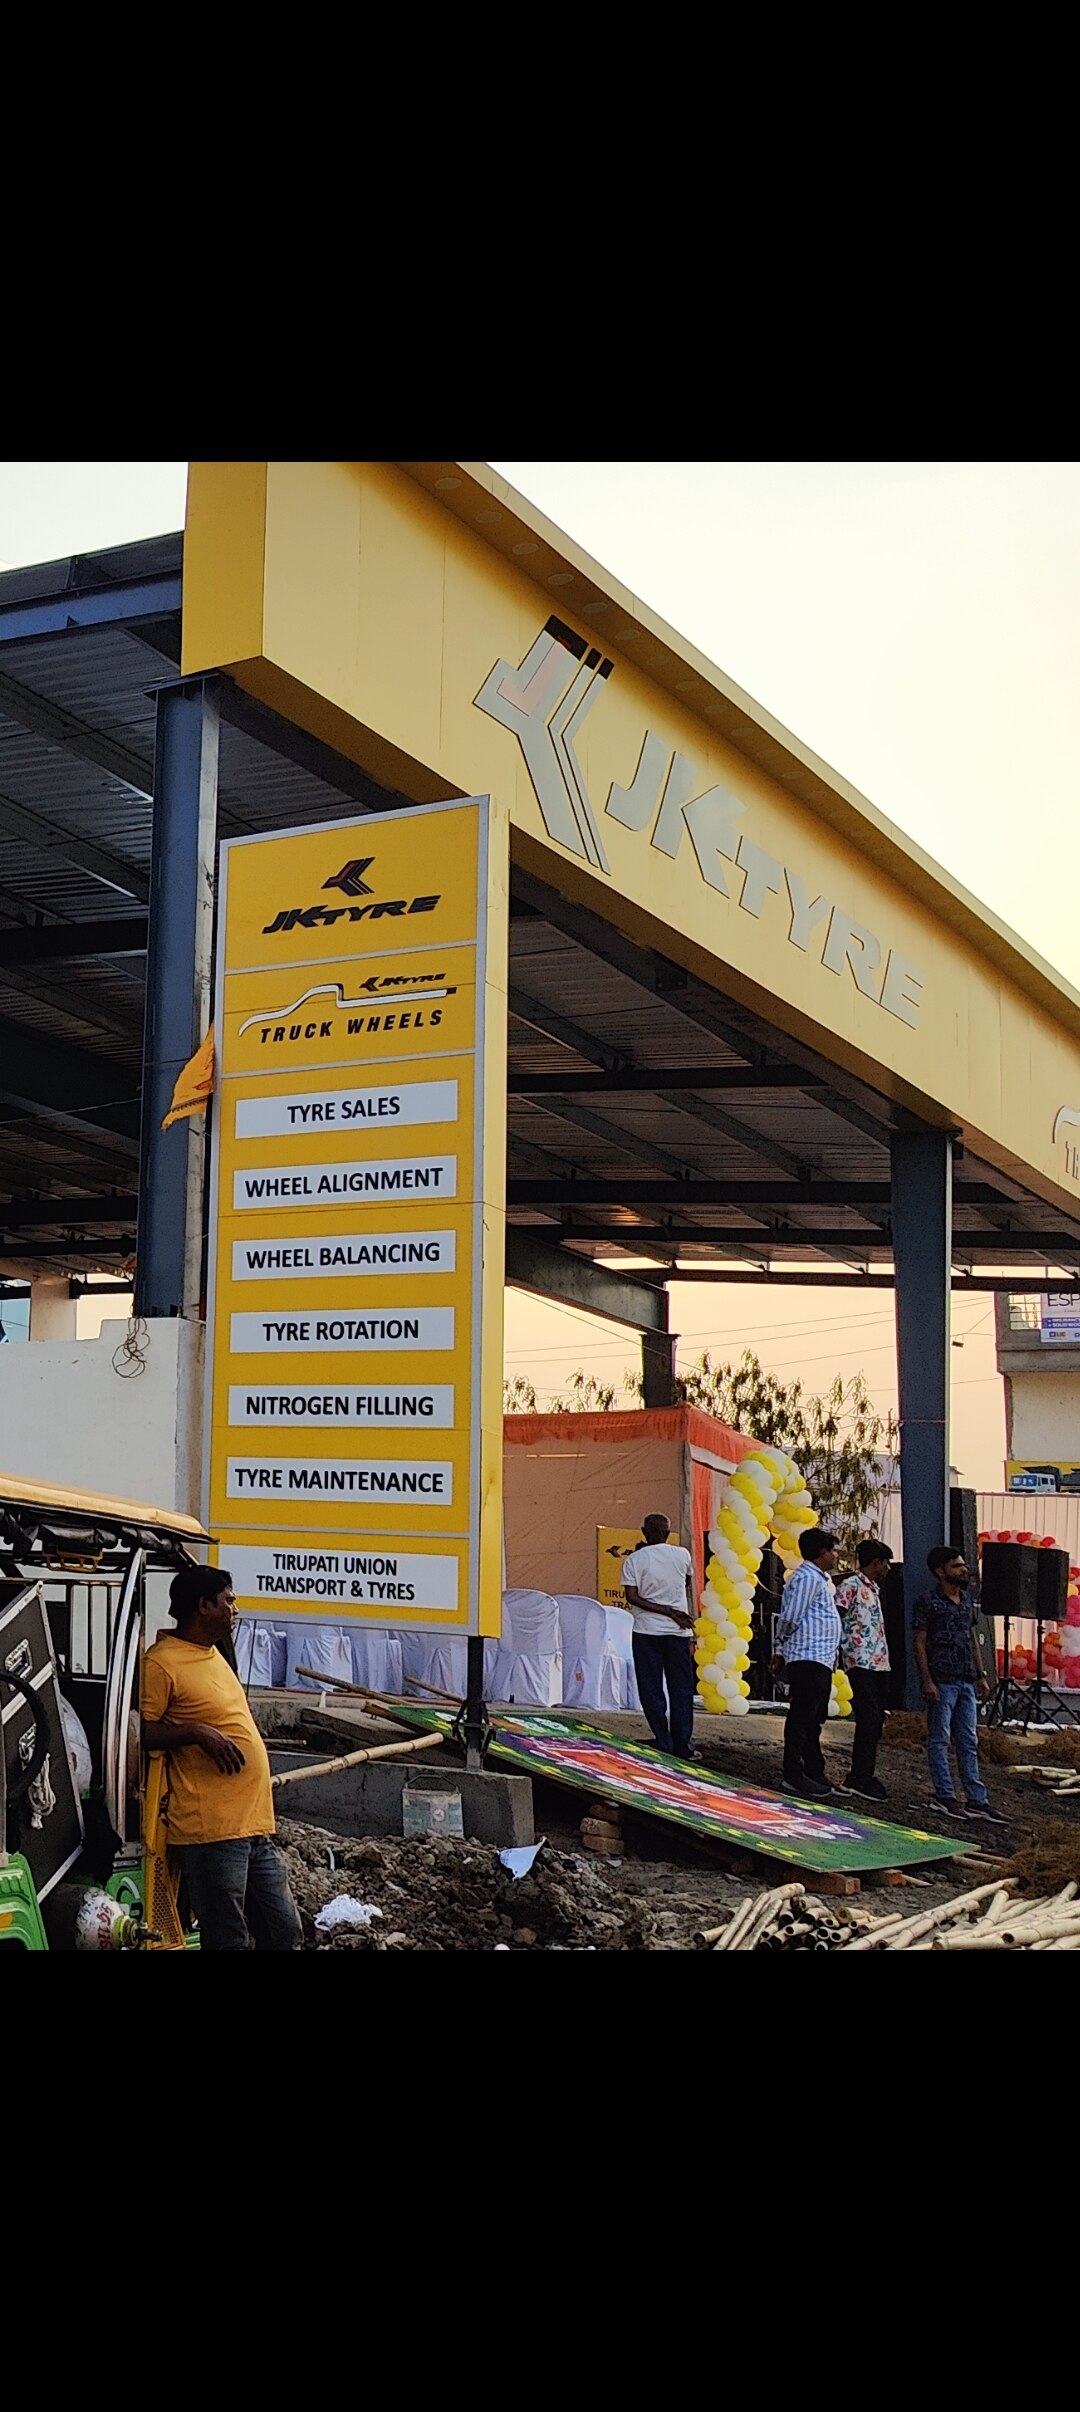 JKTYRE
JKTYRE
JKTYRE
TRUCK WHEELS
TYRE SALES
WHEEL ALIGNMENT
WHEEL BALANCING
TYRE ROTATION
NITROGEN FILLING
TYRE MAINTENANCE
TIRUPATI UNION
TRANSPORT & TYRES